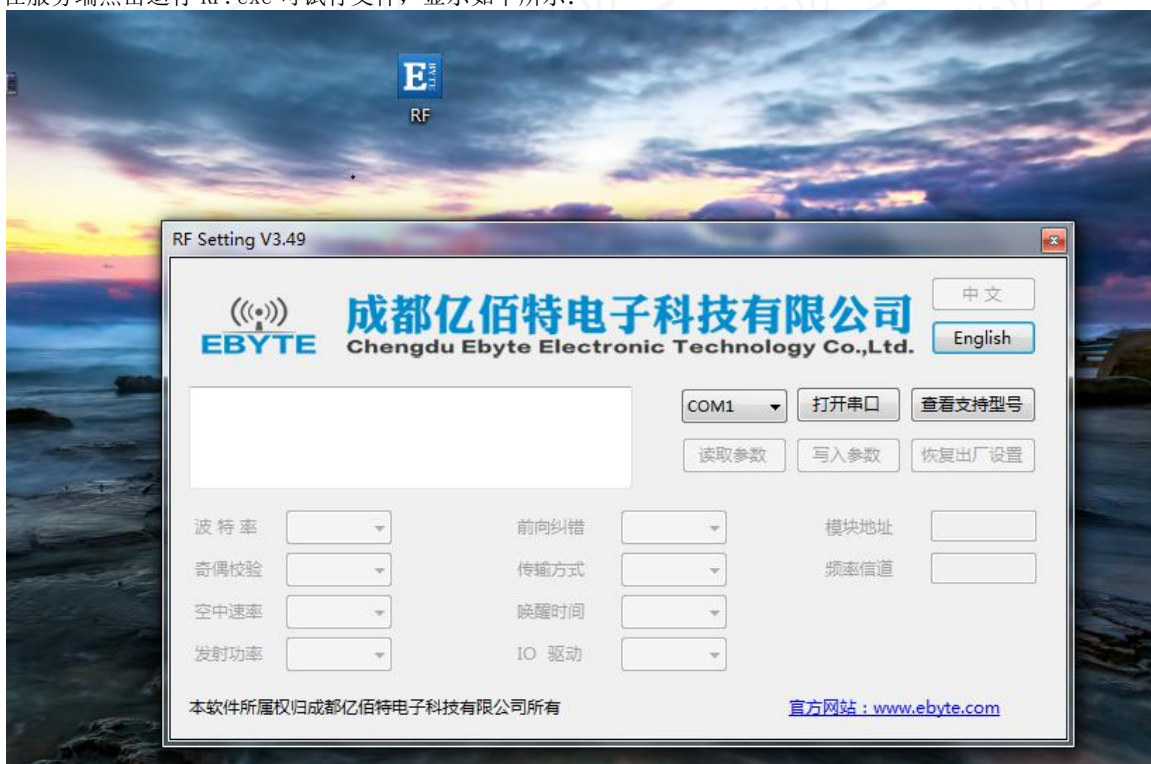 在服务端点击运行 RF.exe 可试行文件，显示如下所示：
E BYTE
RF
RF Setting V3.49
EBYTE
成都亿佰特电子科技有限公司
Chengdu Ebyte Electronic Technology Co.,Ltd.
中文
English
COM1 打开串口 查看支持型号
读取参数 写入参数 恢复出厂设置
波特率 前向纠错 模块地址
奇偶校验 传输方式 频率信道
空中速率 唤醒时间
发射功率 IO 驱动
本软件所属权归成都亿佰特电子科技有限公司所有 官方网站：www.ebyte.com